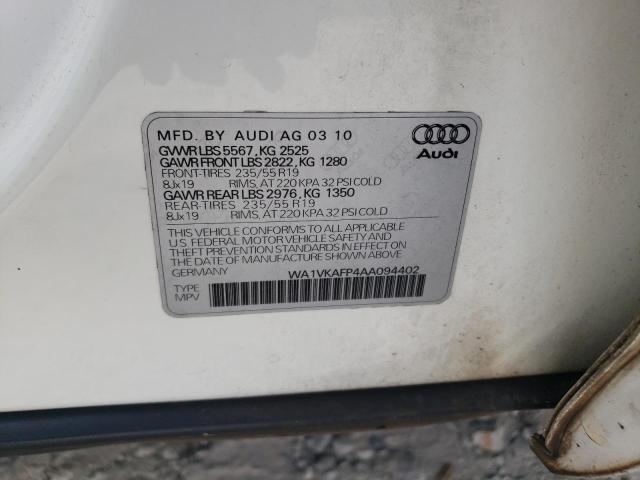 MFD. BY AUDI AG 03 10
GVWR LBS 5567, KG 2525
GAWR FRONT LBS 2822, KG 1280
FRONT-TIRES 235/55 R19
8Jx19 RIMS, AT 220 KPA 32 PSI COLD
GAWR REAR LBS 2976, KG 1350
REAR-TIRES 235/55 R19
8Jx19 RIMS, AT 220 KPA 32 PSI COLD
Audi
THIS VEHICLE CONFORMS TO ALL APPLICABLE
U.S. FEDERAL MOTOR VEHICLE SAFETY AND
THEFT PREVENTION STANDARDS IN EFFECT ON
THE DATE OF MANUFACTURE SHOWN ABOVE.
GERMANY WA1VKAFP4AA094402
TYPE:
MPV